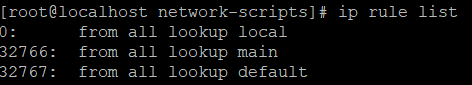 [root@localhost network-scripts]# ip rule list
0:      from all lookup local
32766:  from all lookup main
32767:  from all lookup default